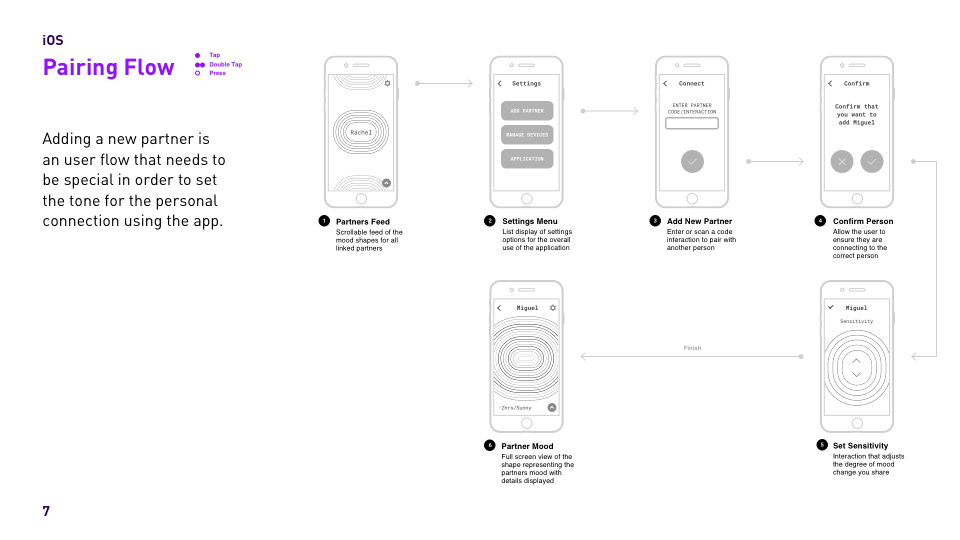 iOS
Pairing Flow
Tap
Double Tap
Press
Adding a new partner is
an user flow that needs to
be special in order to set
the tone for the personal
connection using the app.
Rachel
1 Partners Feed
Scrollable feed of the
mood shapes for all
linked partners
Settings
ADD PARTNER
MANAGE DEVICES
APPLICATION
2 Settings Menu
List display of settings
options for the overall
use of the application
Connect
ENTER PARTNER
CODE/INTERACTION
3 Add New Partner
Enter or scan a code
interaction to pair with
another person
Confirm
Confirm that
you want to
add Miguel
4 Confirm Person
Allow the user to
ensure they are
connecting to the
correct person
Miguel
Sensitivity
5 Set Sensitivity
Interaction that adjusts
the degree of mood
change you share
Finish
Miguel
-2hrs/Sunny
6 Partner Mood
Full screen view of the
shape representing the
partners mood with
details displayed
7